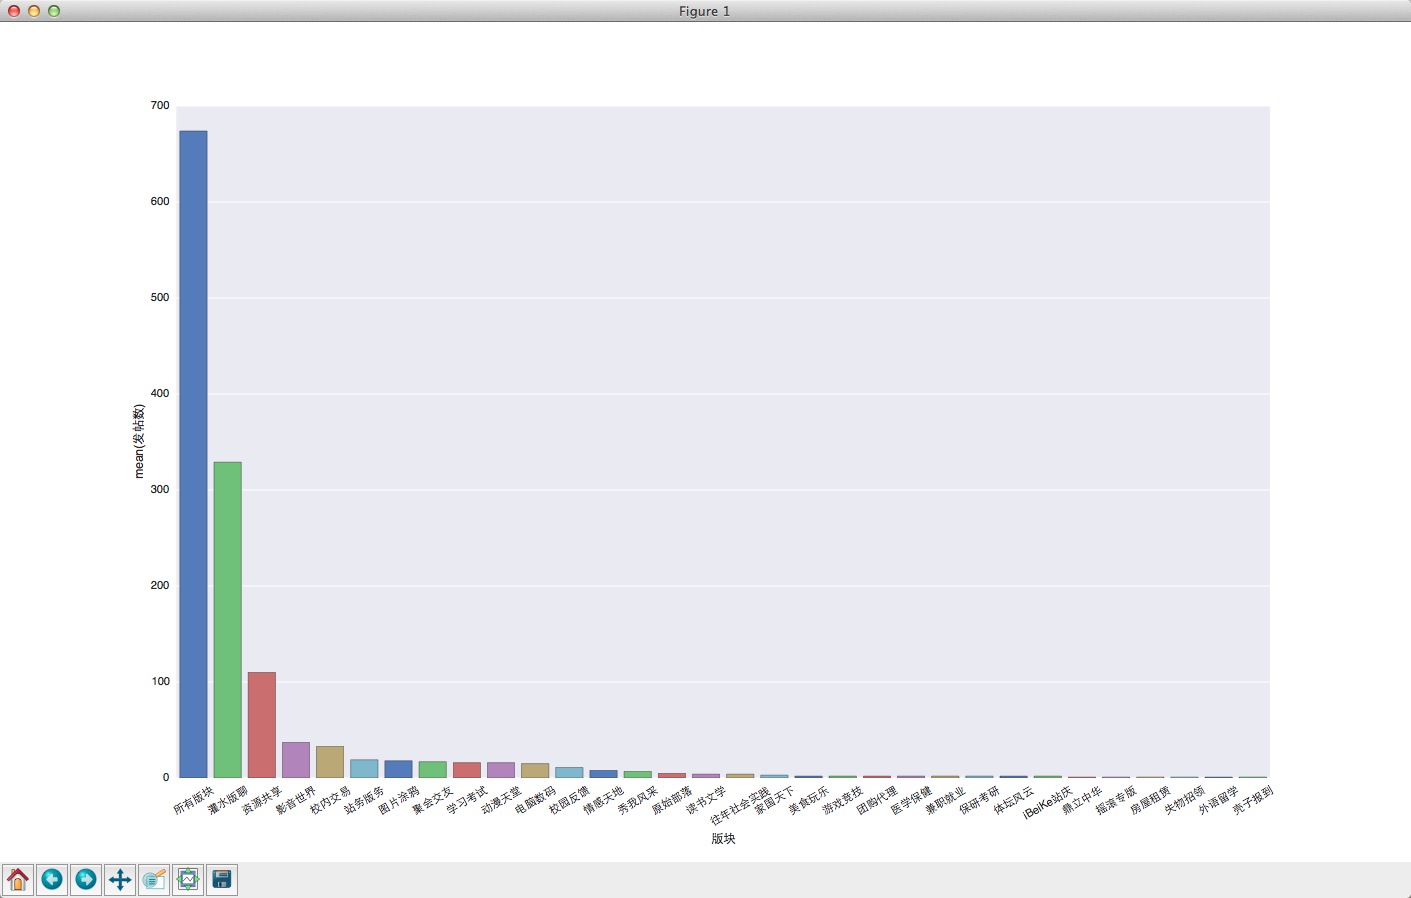 Figure 1
700
600
500
400
300
200
100
0
mean(发帖数)
所有版块
灌水版聊
资源共享
影音世界
校内交易
站务版务
图片涂鸦
聚会交友
学习考试
动漫天堂
电脑数码
校园反馈
情感天地
秀我风采
原始部落
读书文学
往年社会实践
家国天下
美食玩乐
游戏竞技
团购代理
医学保健
兼职就业
保研考研
体坛风云
iBeiKe站庆
鼎立中华
摇滚专版
房屋租赁
失物招领
外语留学
壳子报到
版块